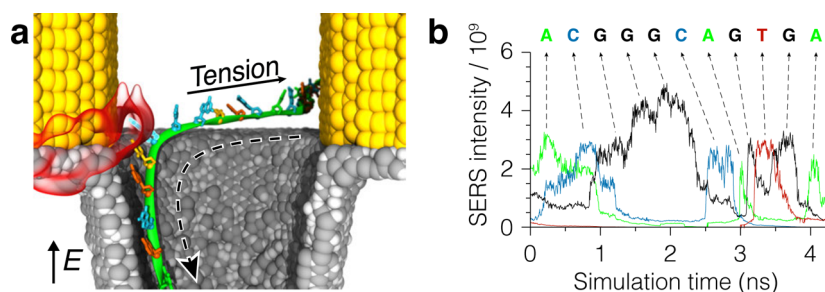 a
Tension
E
b
A C G G G C A G T G A
SERS intensity / 10⁹
6
4
2
0
0 1 2 3 4
Simulation time (ns)